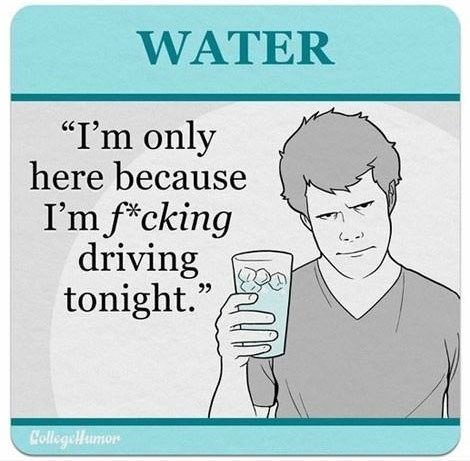 WATER
“I’m only
here because
I’m f*cking
driving
tonight.”
CollegeHumor